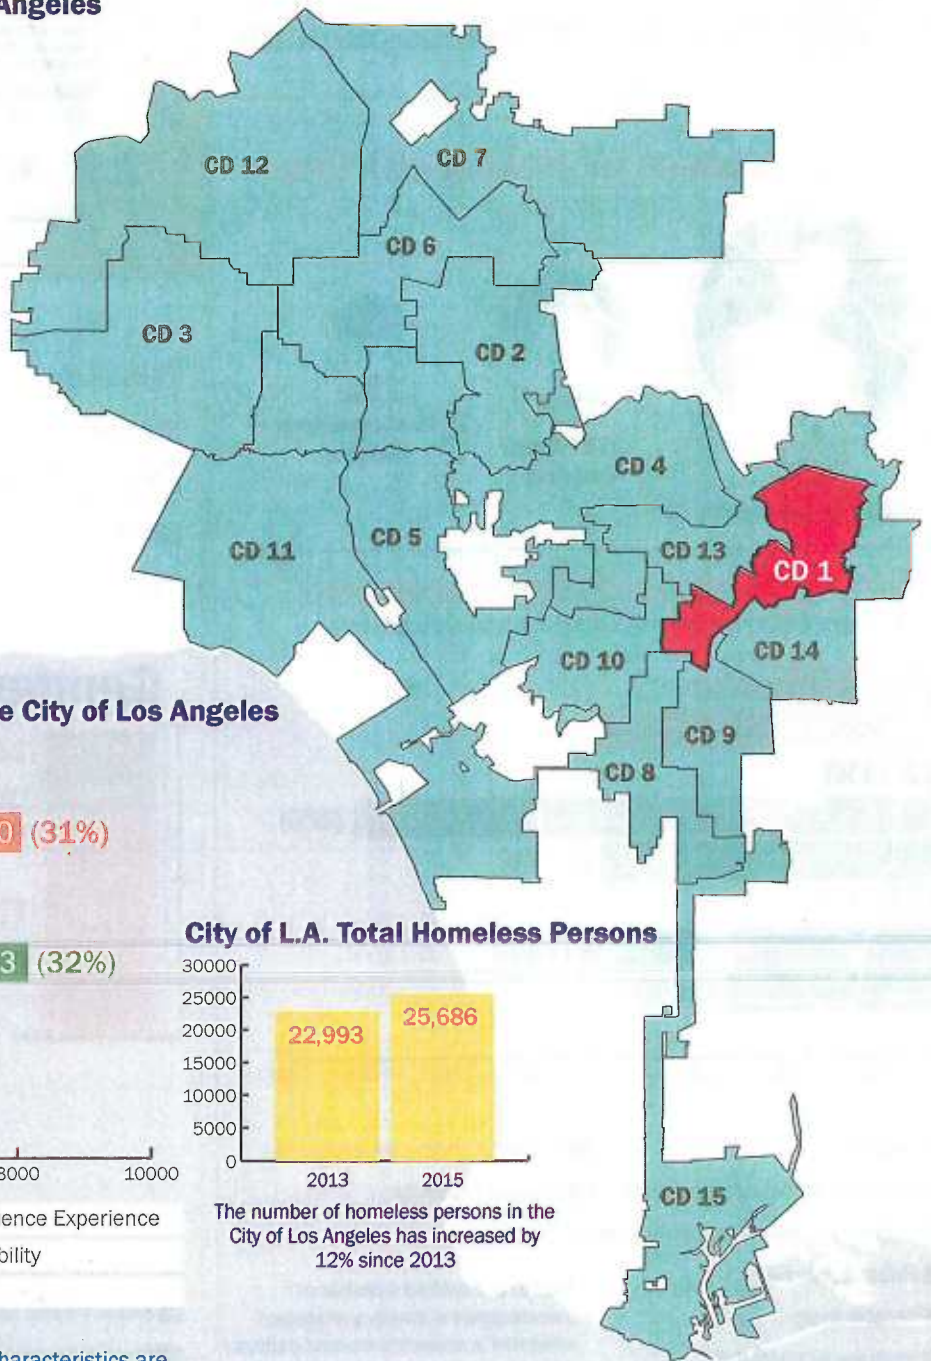 Angeles
CD 12
CD 7
CD 6
CD 3
CD 2
CD 4
CD 5
CD 11
CD 13
CD 1
CD 10
CD 14
e City of Los Angeles
CD 9
CD 8
0 (31%)
3 (32%)
City of L.A. Total Homeless Persons
30000
25000
20000
15000
10000
5000
0
22,993
25,686
2013
2015
8000
10000
The number of homeless persons in the
City of Los Angeles has increased by
12% since 2013
ience Experience
bility
CD 15
haracteristics are